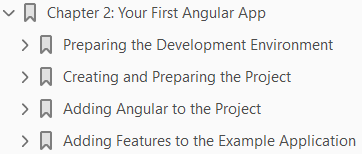 Chapter 2: Your First Angular App
Preparing the Development Environment
Creating and Preparing the Project
Adding Angular to the Project
Adding Features to the Example Application